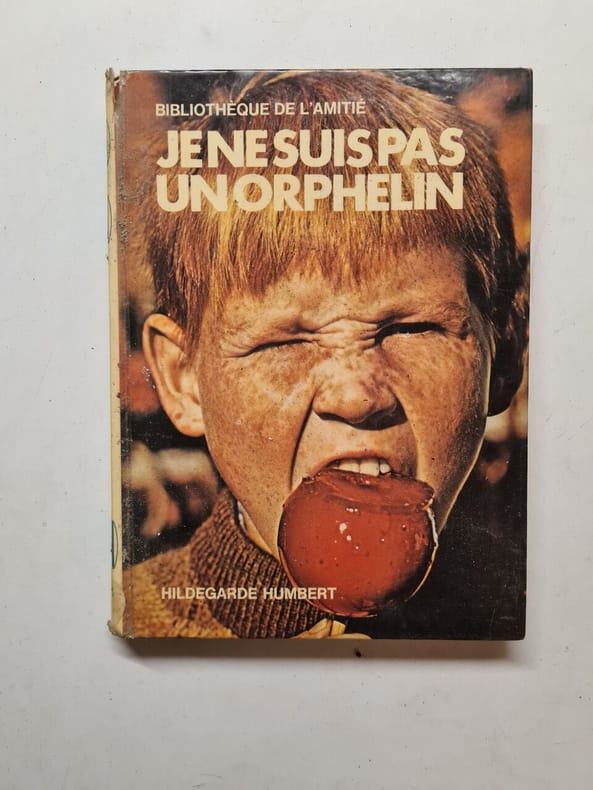 BIBLIOTHÈQUE DE L'AMITIÉ
JE NE SUIS PAS
UN ORPHELIN
HILDEGARDE HUMBERT